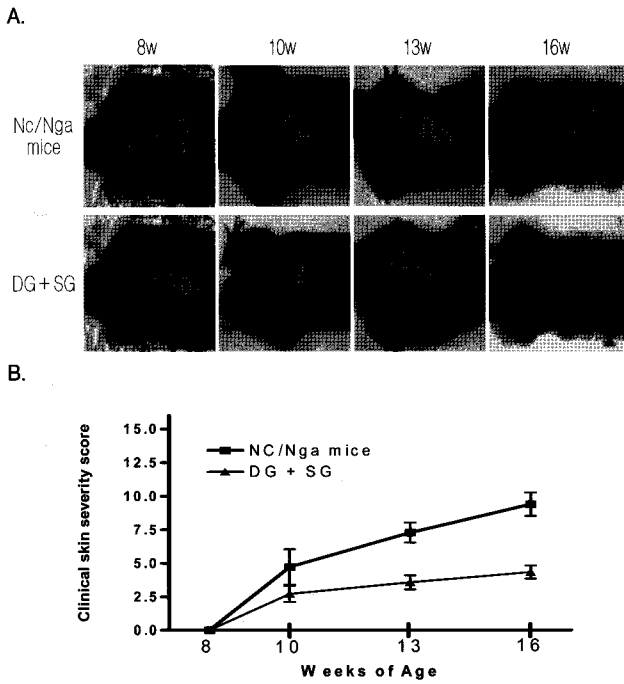 A.
8w 10w 13w 16w
Nc/Nga
mice
DG+SG
B.
Clinical skin severity score
15.0
12.5
10.0
7.5
5.0
2.5
0.0
NC/Nga mice
DG + SG
8 10 13 16
Weeks of Age